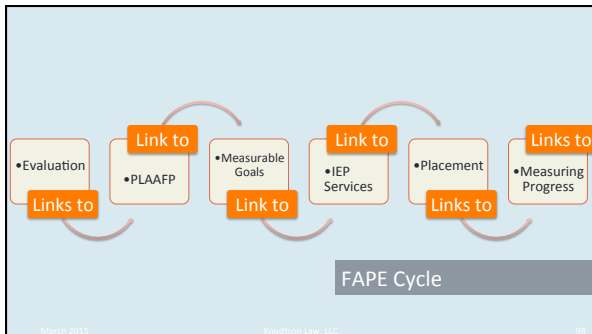 •Evaluation
Links to
Link to
•PLAAFP
•Measurable
Goals
Link to
Link to
•IEP
Services
•Placement
Links to
Links to
•Measuring
Progress
FAPE Cycle
March 2015
Knudtson Law, LLC
98